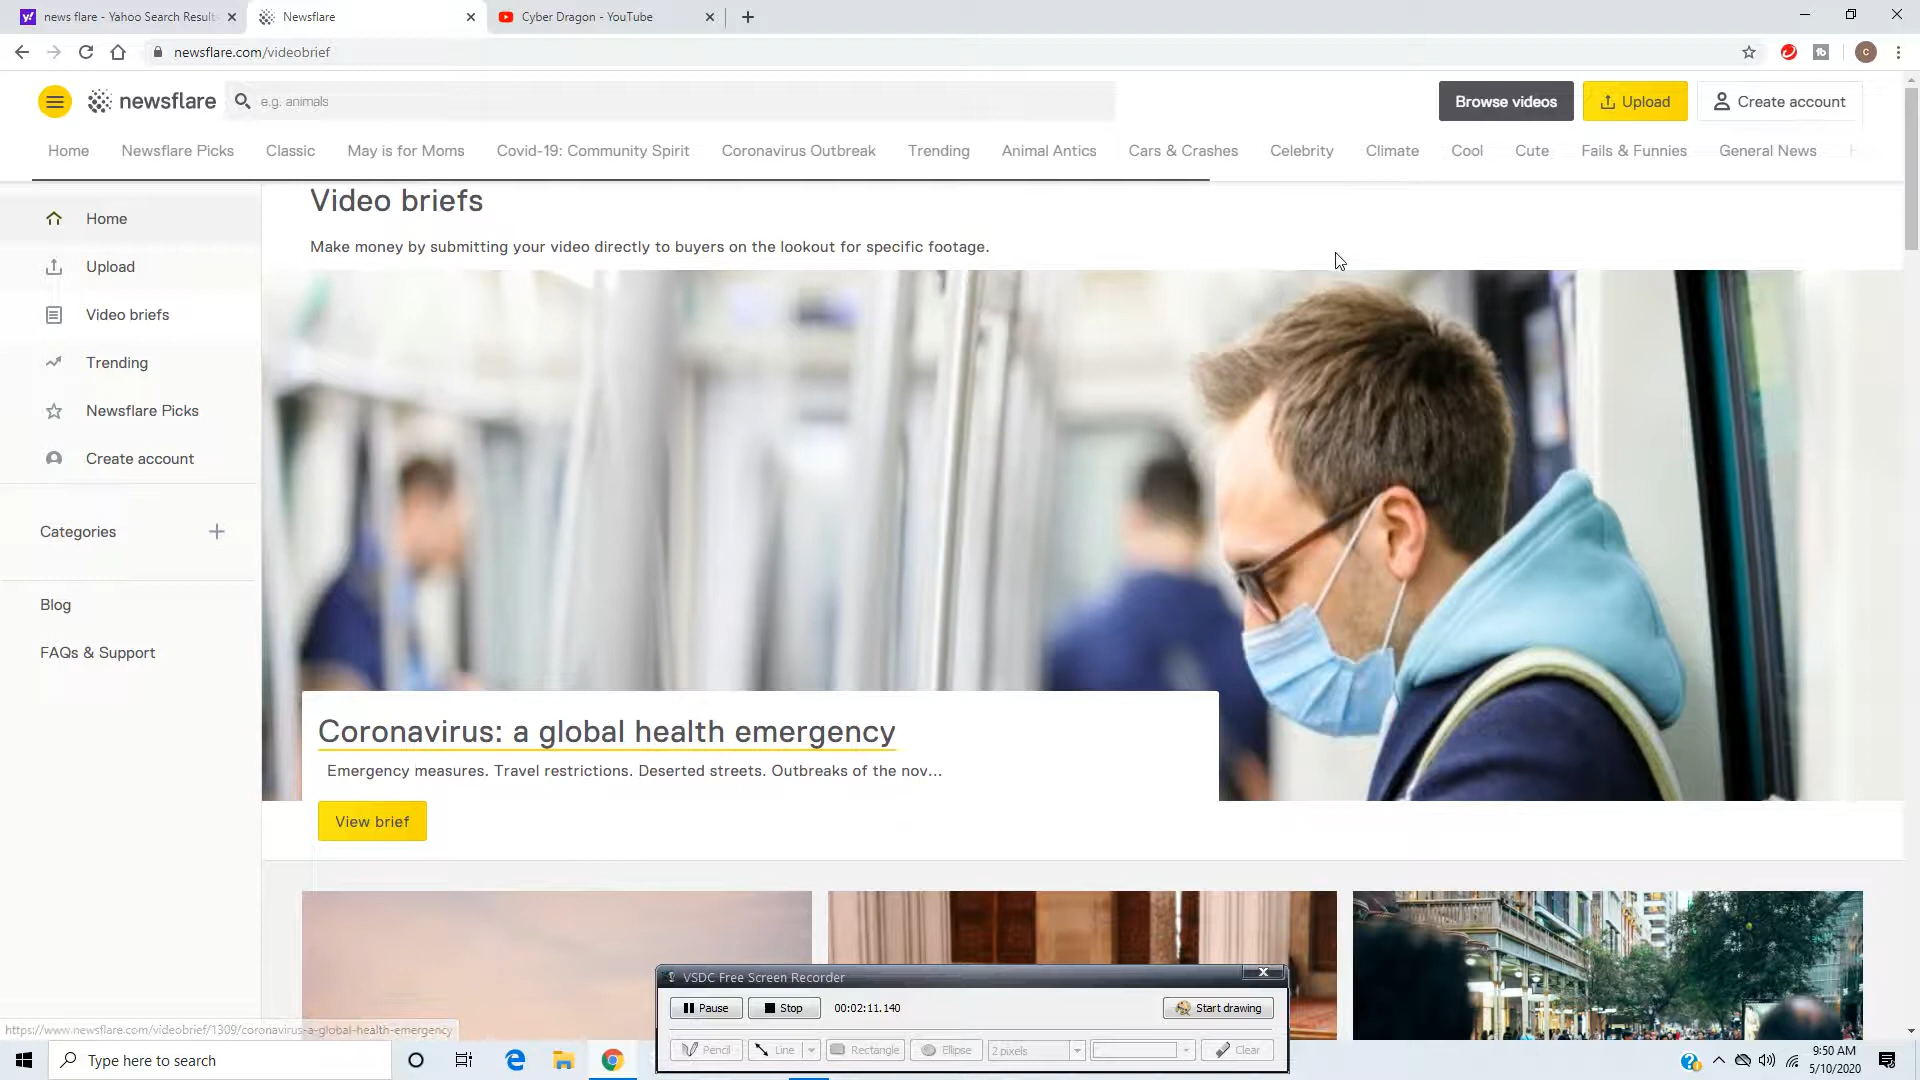 news flare - Yahoo Search Results
Newsflare
Cyber Dragon - YouTube
newsflare.com/videobrief
newsflare
e.g. animals
Browse videos
Upload
Create account
Home
Newsflare Picks
Classic
May is for Moms
Covid-19: Community Spirit
Coronavirus Outbreak
Trending
Animal Antics
Cars & Crashes
Celebrity
Climate
Cool
Cute
Fails & Funnies
General News
Home
Upload
Video briefs
Trending
Newsflare Picks
Create account
Categories
Blog
FAQs & Support
Video briefs
Make money by submitting your video directly to buyers on the lookout for specific footage.
Coronavirus: a global health emergency
Emergency measures. Travel restrictions. Deserted streets. Outbreaks of the nov...
View brief
VSDC Free Screen Recorder
Pause
Stop
00:02:11.140
Start drawing
Pencil
Line
Rectangle
Ellipse
2 pixels
Clear
https://www.newsflare.com/videobrief/1309/coronavirus-a-global-health-emergency
Type here to search
9:50 AM
5/10/2020